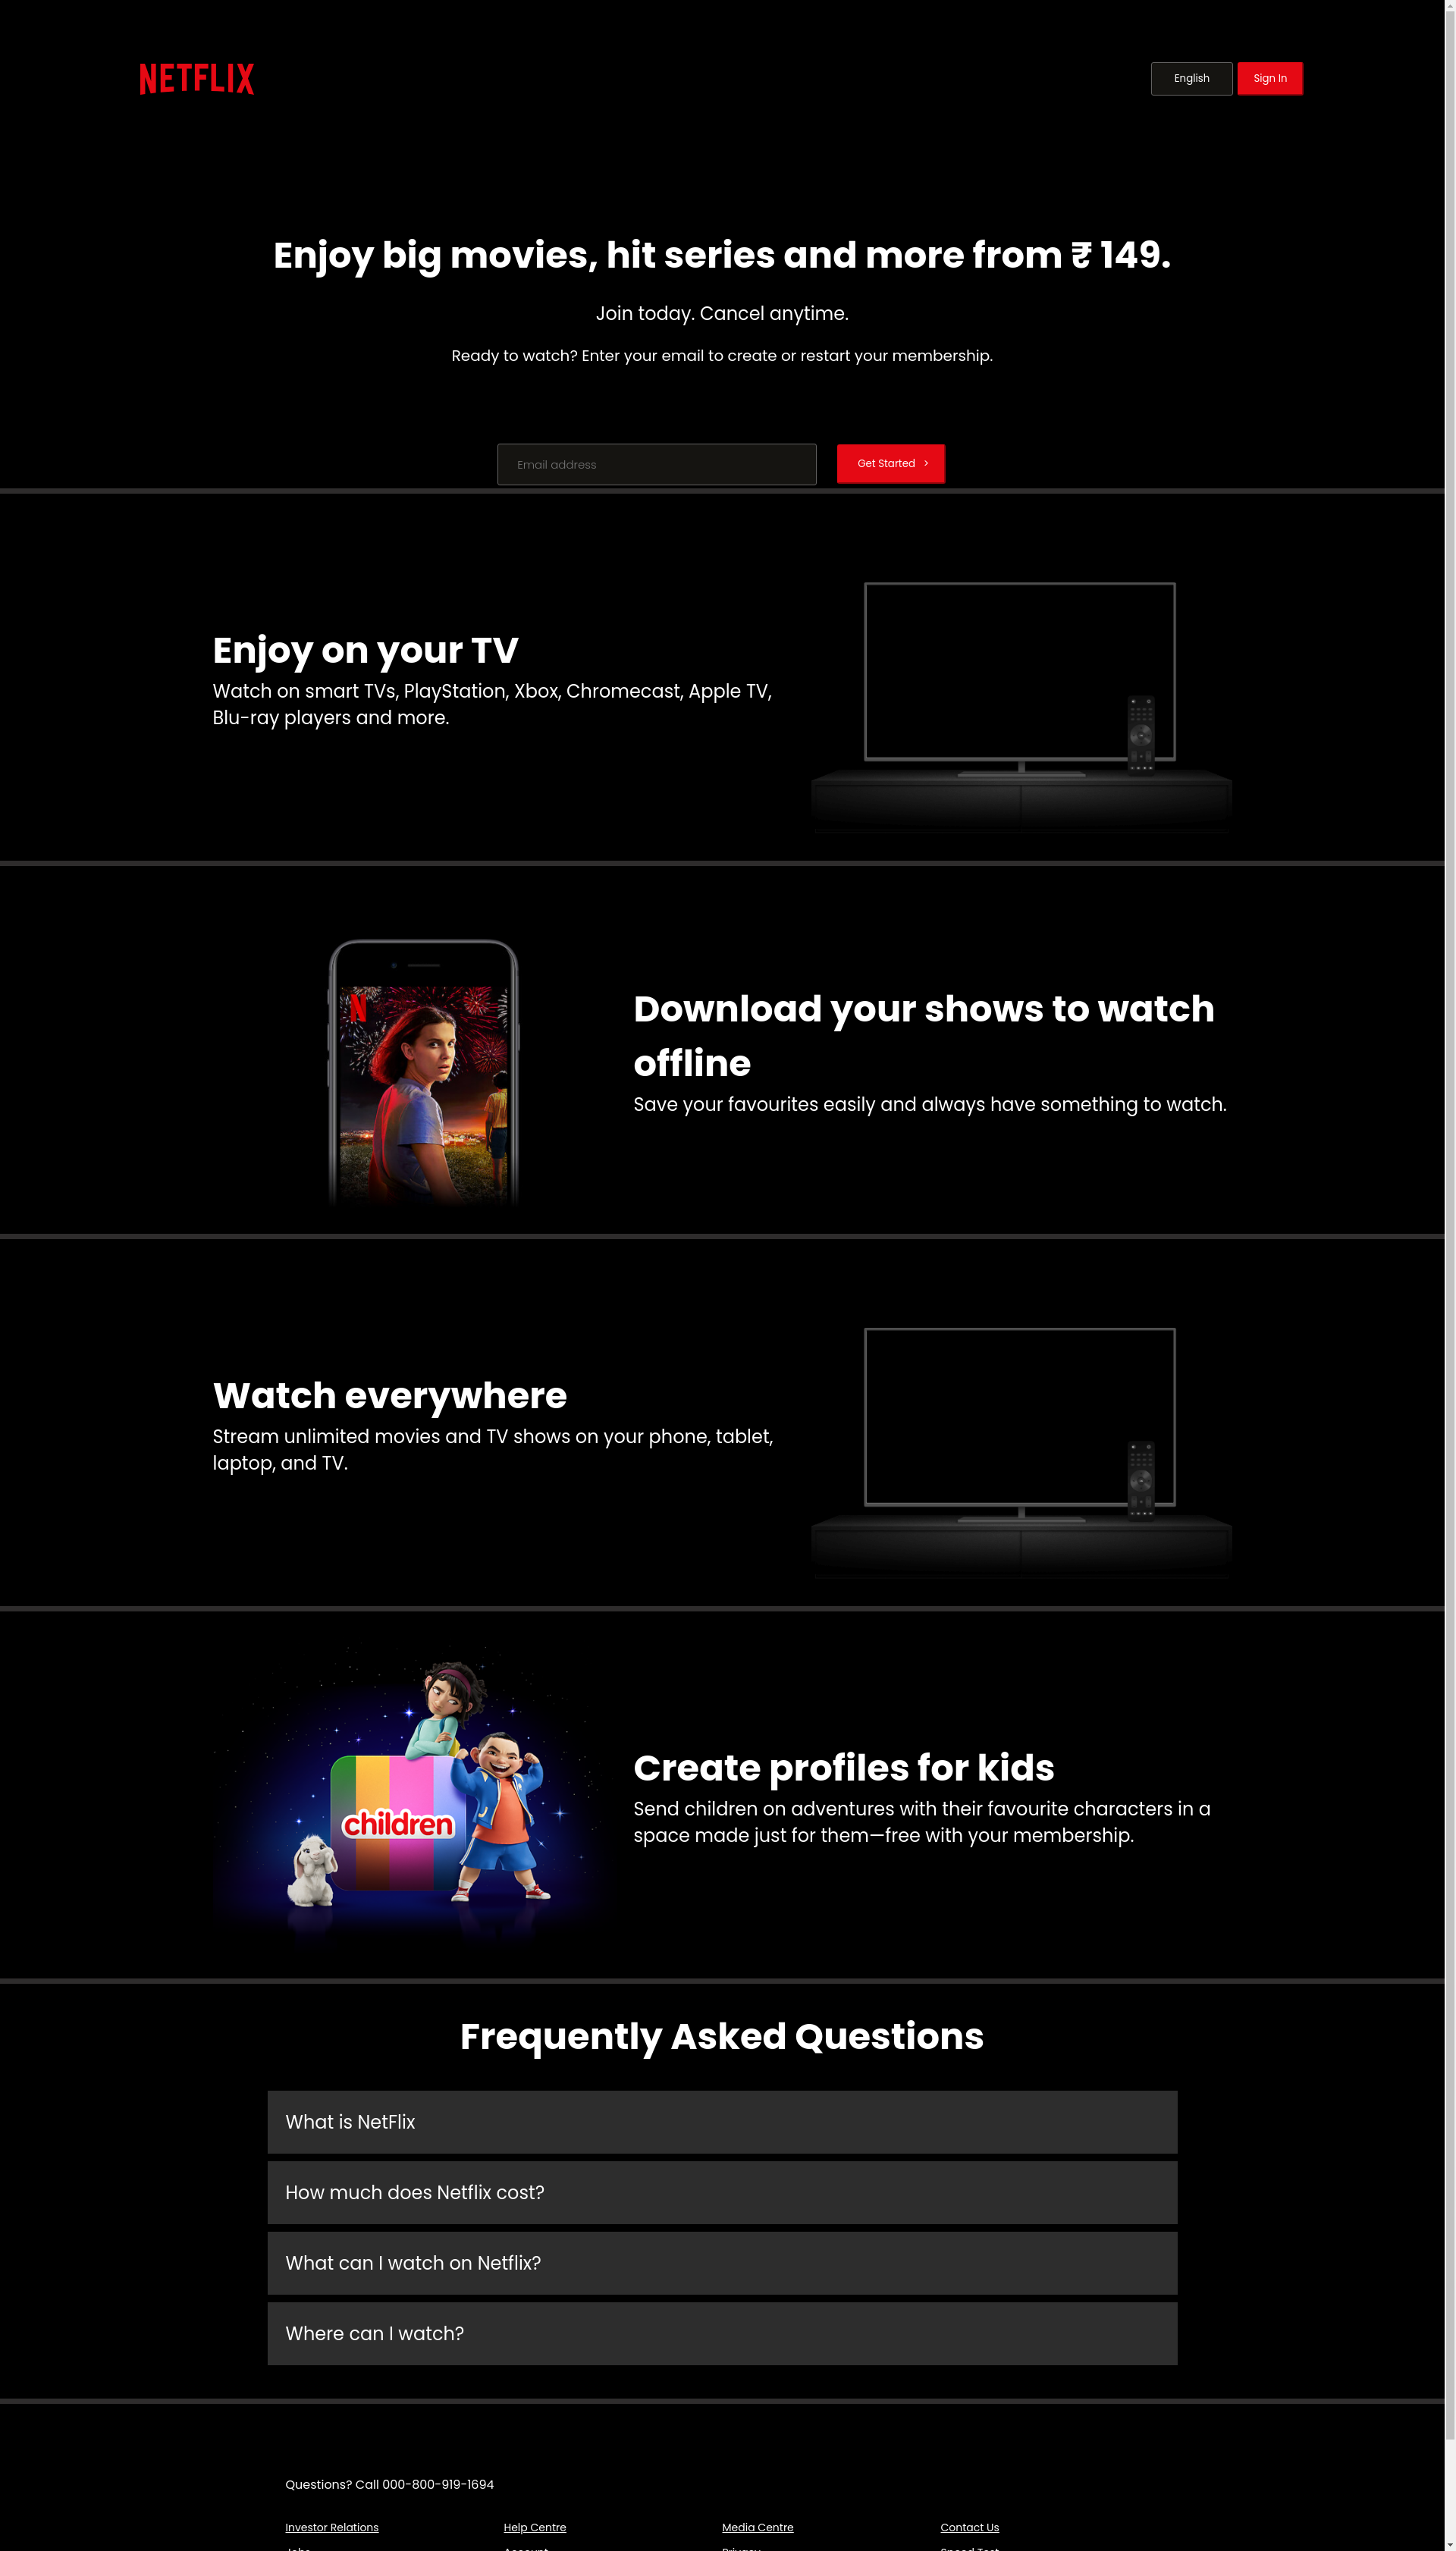 NETFLIX
English
Sign In
Enjoy big movies, hit series and more from ₹ 149.
Join today. Cancel anytime.
Ready to watch? Enter your email to create or restart your membership.
Email address
Get Started >
Enjoy on your TV
Watch on smart TVs, PlayStation, Xbox, Chromecast, Apple TV,
Blu-ray players and more.
N
Download your shows to watch
offline
Save your favourites easily and always have something to watch.
Watch everywhere
Stream unlimited movies and TV shows on your phone, tablet,
laptop, and TV.
children
Create profiles for kids
Send children on adventures with their favourite characters in a
space made just for them—free with your membership.
Frequently Asked Questions
What is NetFlix
How much does Netflix cost?
What can I watch on Netflix?
Where can I watch?
Questions? Call 000-800-919-1694
Investor Relations
Help Centre
Media Centre
Contact Us